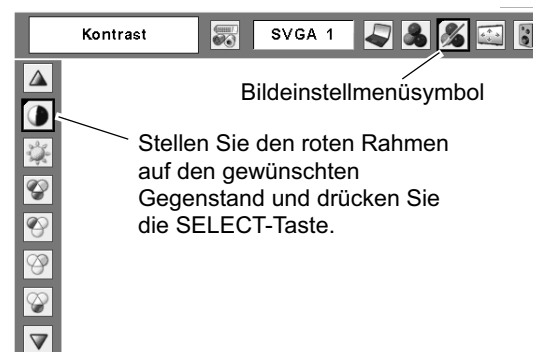 Kontrast
SVGA 1
Bildeinstellmenüsymbol
Stellen Sie den roten Rahmen
auf den gewünschten
Gegenstand und drücken Sie
die SELECT-Taste.